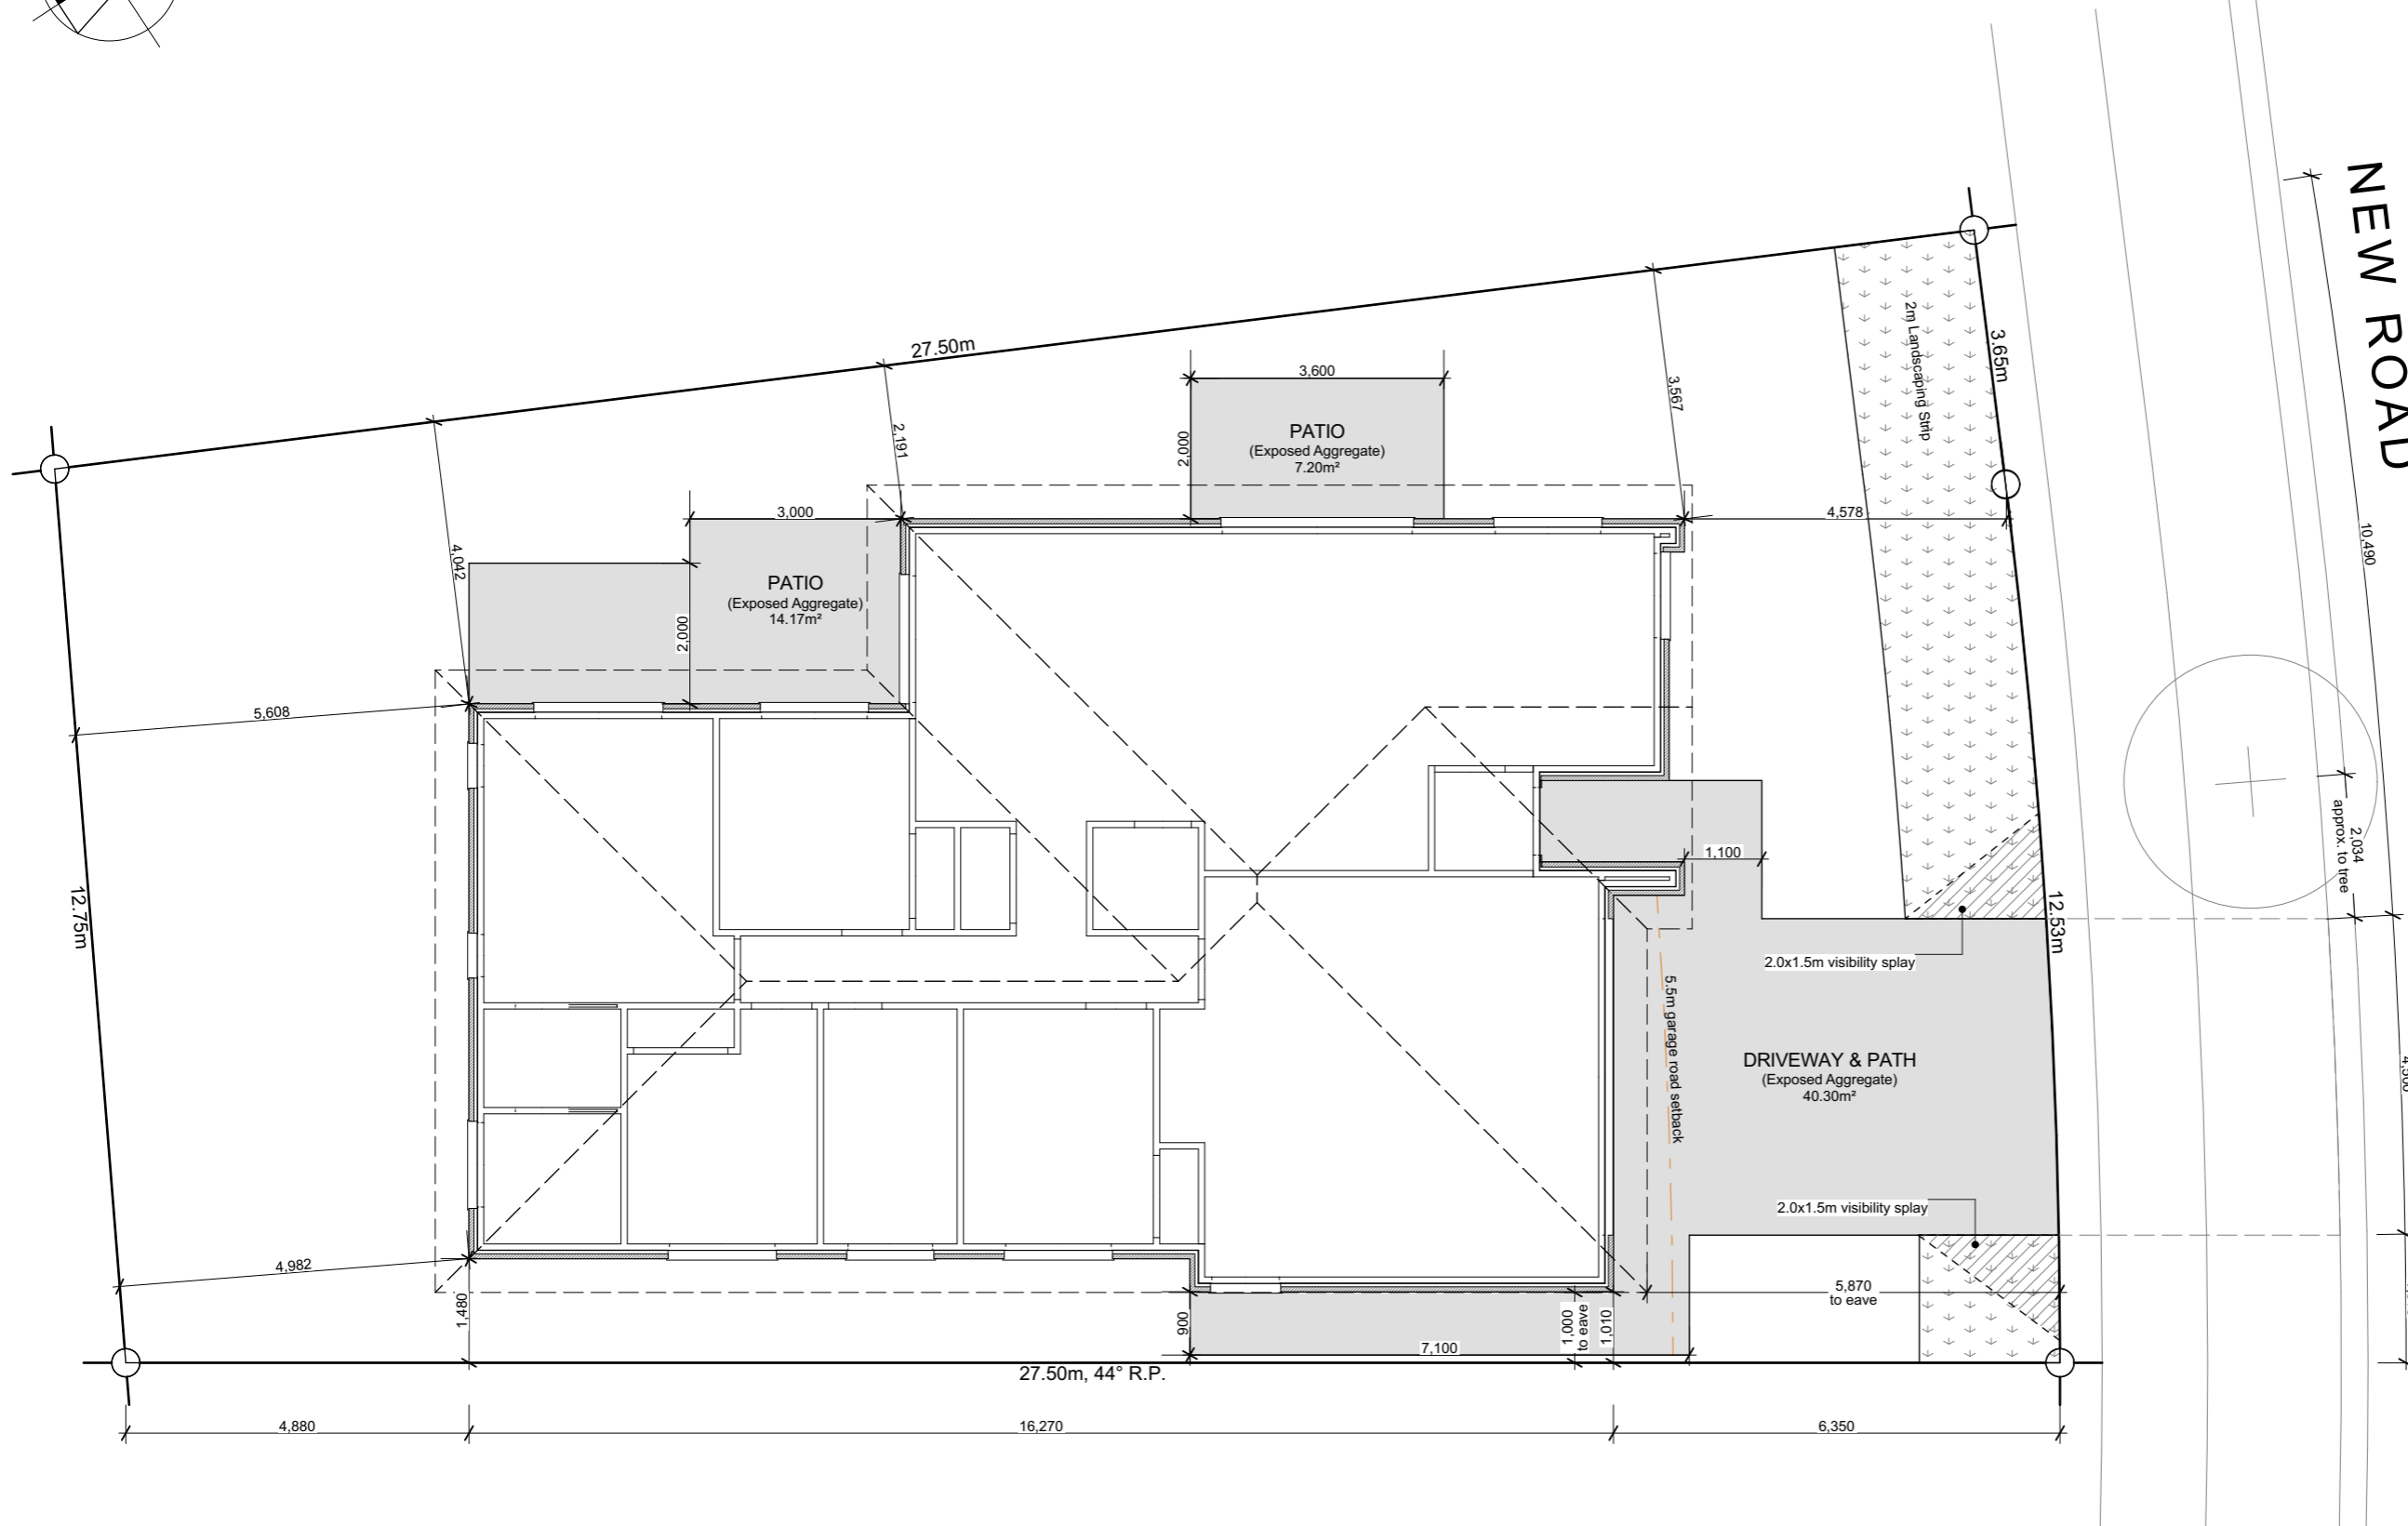 NEW ROAD
27.50m
3.65m
2m Landscaping Strip
3,600
PATIO
(Exposed Aggregate)
7.20m²
2,000
3,567
2,191
4,042
3,000
4,578
PATIO
(Exposed Aggregate)
14.17m²
2,000
10,490
5,608
2,034
approx. to tree
1,100
12.75m
12.53m
2.0x1.5m visibility splay
5.5m garage road setback
DRIVEWAY & PATH
(Exposed Aggregate)
40.30m²
2.0x1.5m visibility splay
4,982
1,480
5,870
to eave
900
1,000
to eave
1,010
7,100
27.50m, 44° R.P.
4,880
16,270
6,350